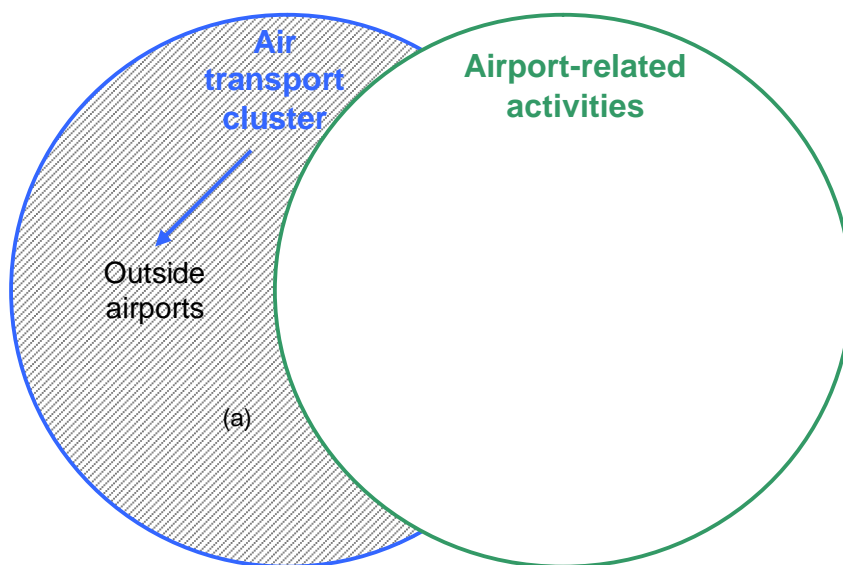 Air
transport
cluster
Airport-related
activities
Outside
airports
(a)